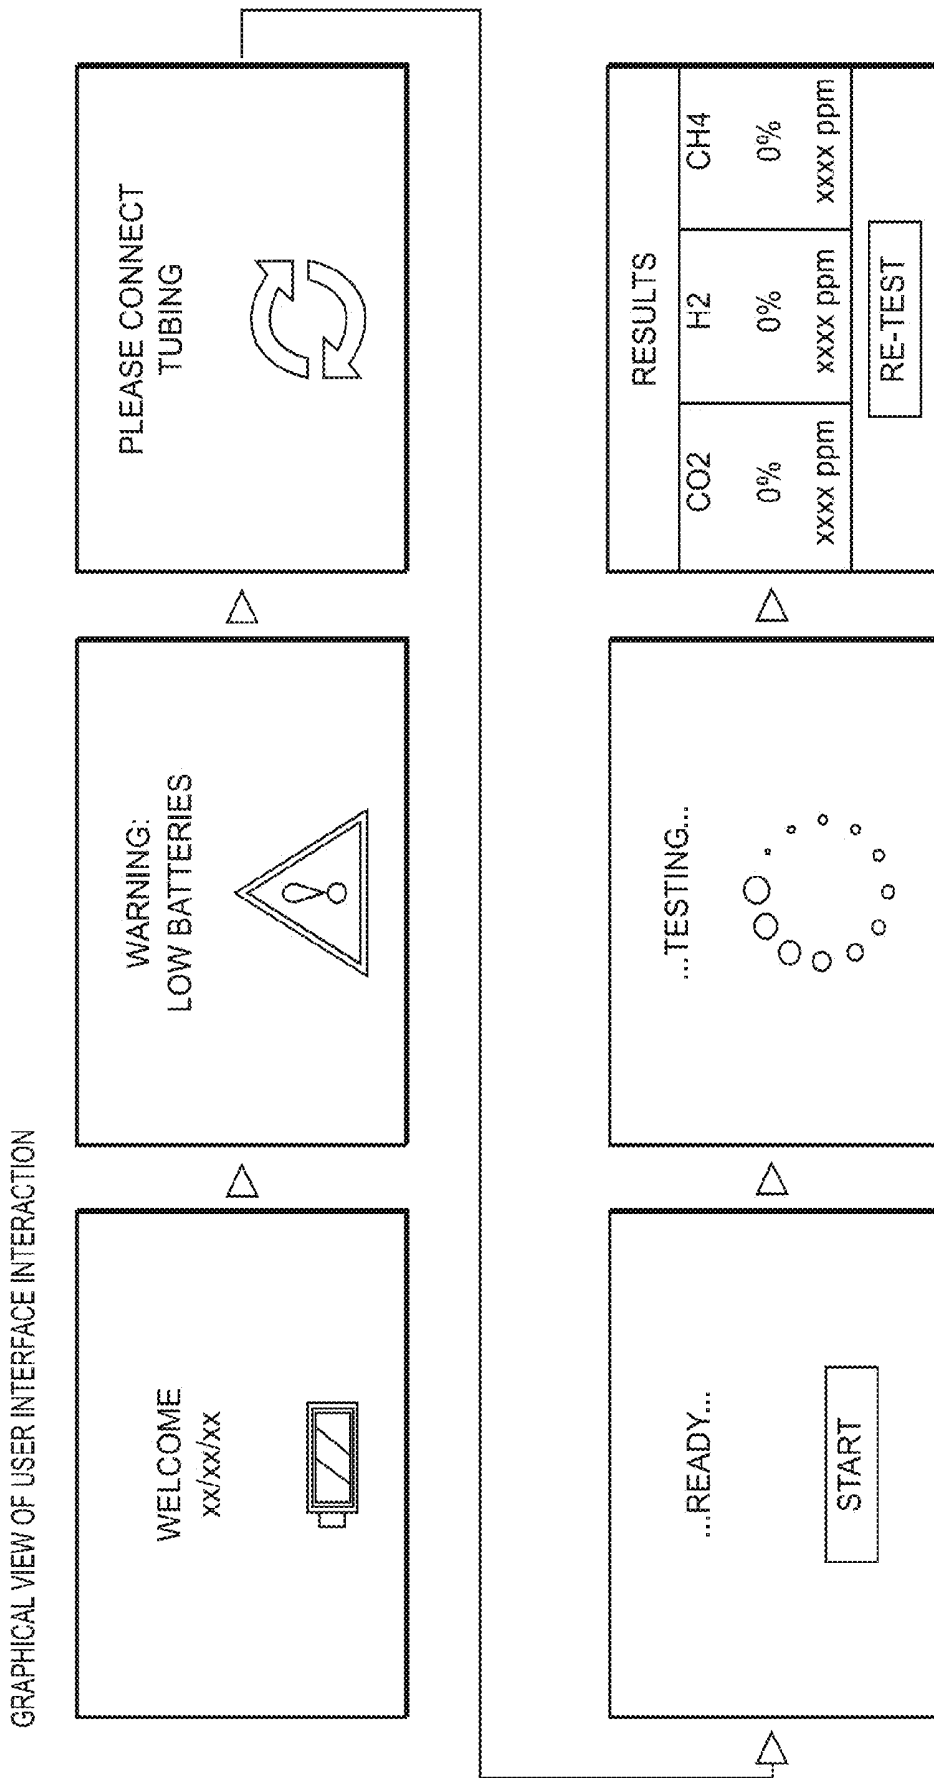 GRAPHICAL VIEW OF USER INTERFACE INTERACTION
WELCOME
xx/xx/xx
WARNING:
LOW BATTERIES
PLEASE CONNECT
TUBING
...READY...
START
...TESTING...
RESULTS
CO2 H2 CH4
0% 0% 0%
xxxx ppm xxxx ppm xxxx ppm
RE-TEST